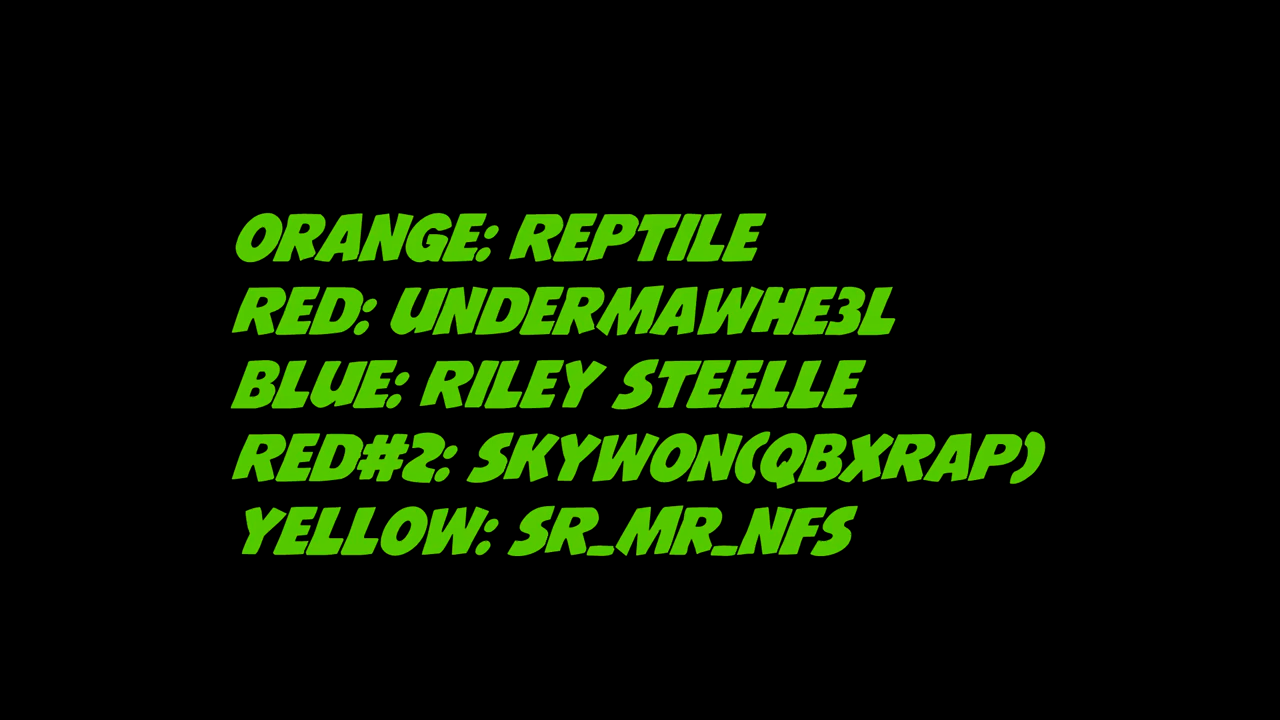 ORANGE: REPTILE
RED: UNDERMAWHE3L
BLUE: RILEY STEELLE
RED#2: SKYWON(QBXRAP)
YELLOW: SR_MR_NFS